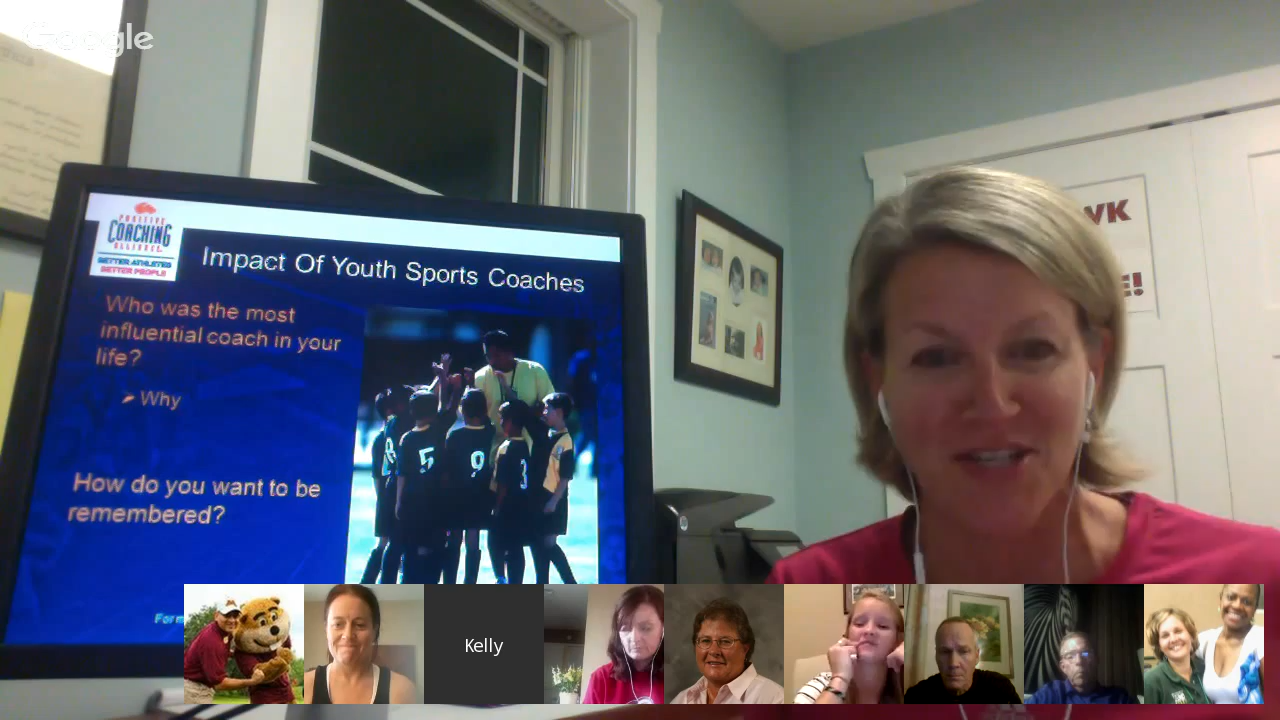 Google
POSITIVE
COACHING
ALLIANCE
BETTER ATHLETES
BETTER PEOPLE
Impact Of Youth Sports Coaches
Who was the most
influential coach in your
life?
Why
How do you want to be
remembered?
5
9
3
VK
E!
Kelly